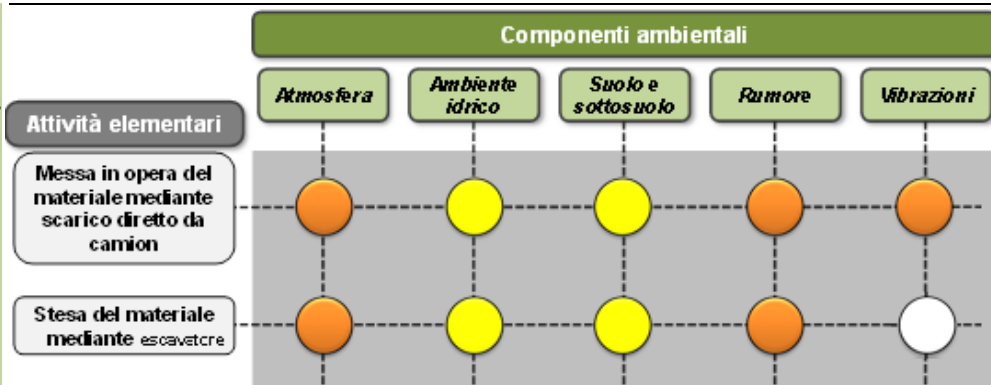 Componenti ambientali
Atmosfera
Ambiente
idrico
Suolo e
sottosuolo
Rumore
Vibrazioni
Attività elementari
Messa in opera del
materiale mediante
scarico diretto da
camion
Stesa del materiale
mediante escavatore